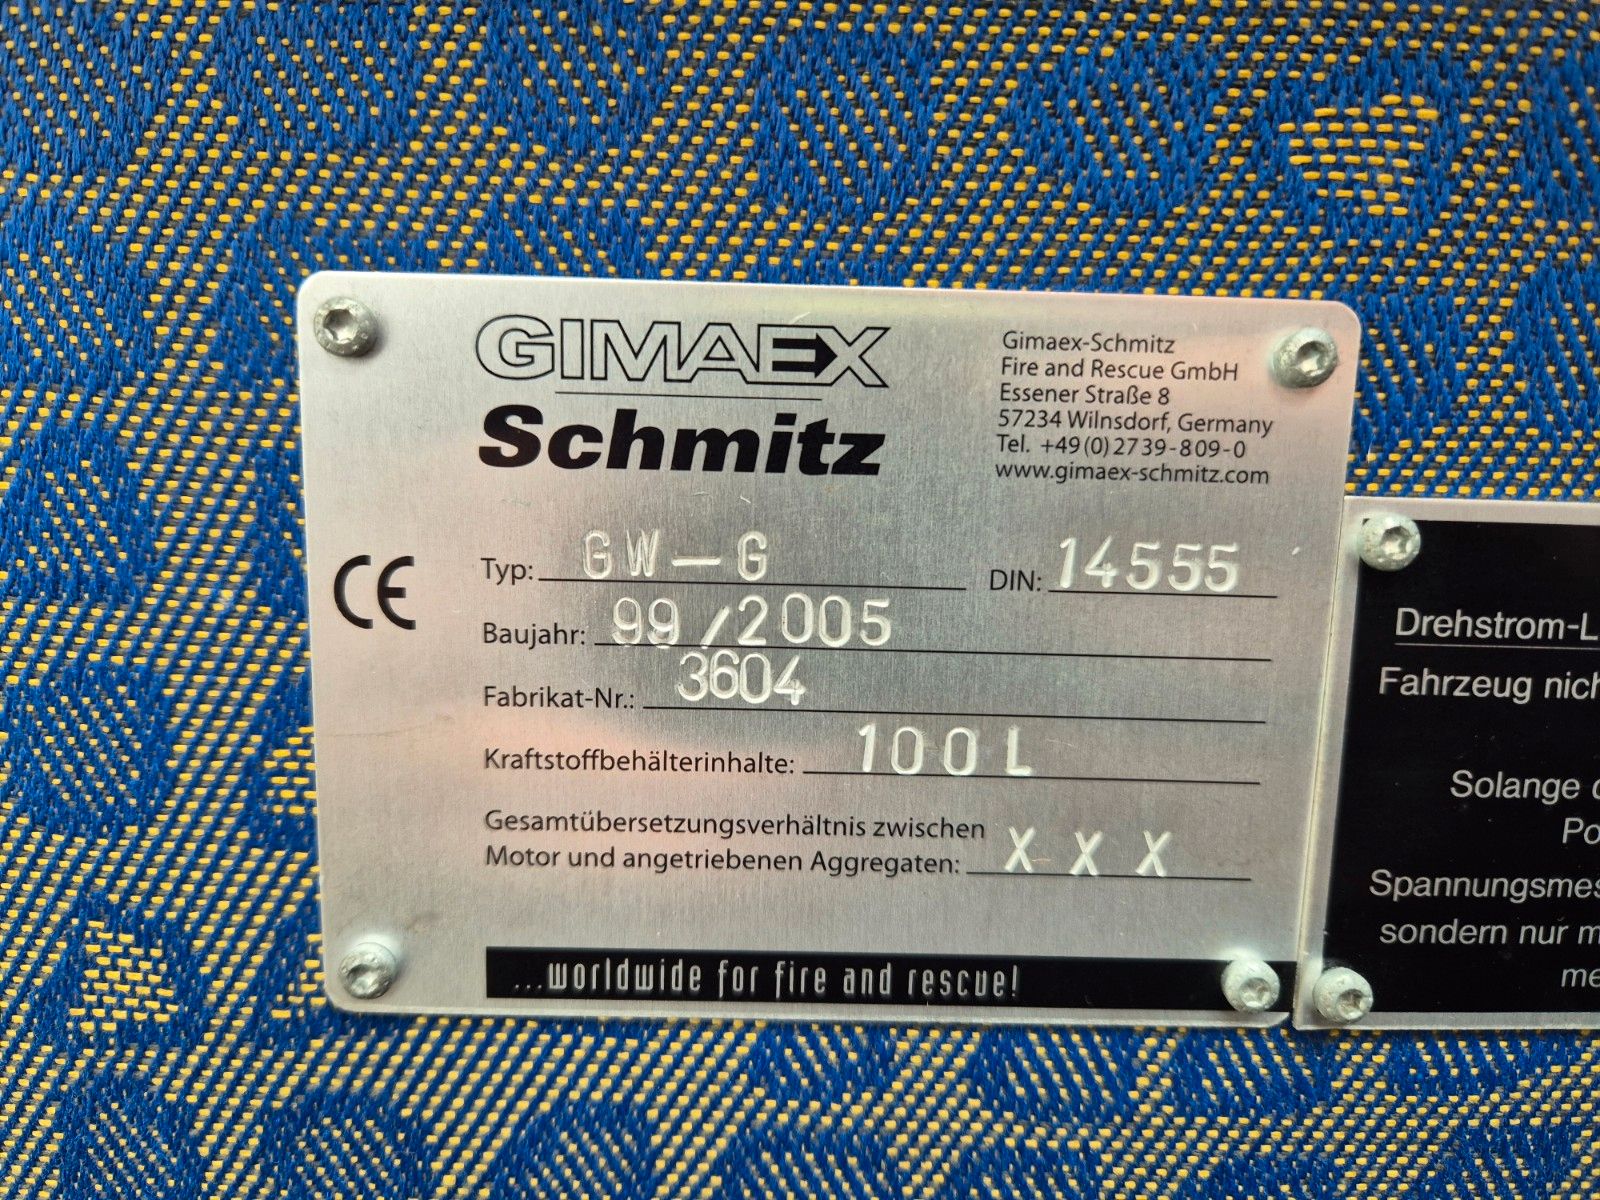 GIMAEX
Schmitz
Gimaex-Schmitz
Fire and Rescue GmbH
Essener Straße 8
57234 Wilnsdorf, Germany
Tel. +49(0)2739-809-0
www.gimaex-schmitz.com
CE
Typ: GW-G DIN: 14555
Baujahr: 99/2005
Fabrikat-Nr.: 3604
Kraftstoffbehälterinhalte: 100L
Gesamtübersetzungsverhältnis zwischen
Motor und angetriebenen Aggregaten: X X X
...worldwide for fire and rescue!
Drehstrom-L
Fahrzeug nich
Solange
Po
Spannungsmes
sondern nur m
me